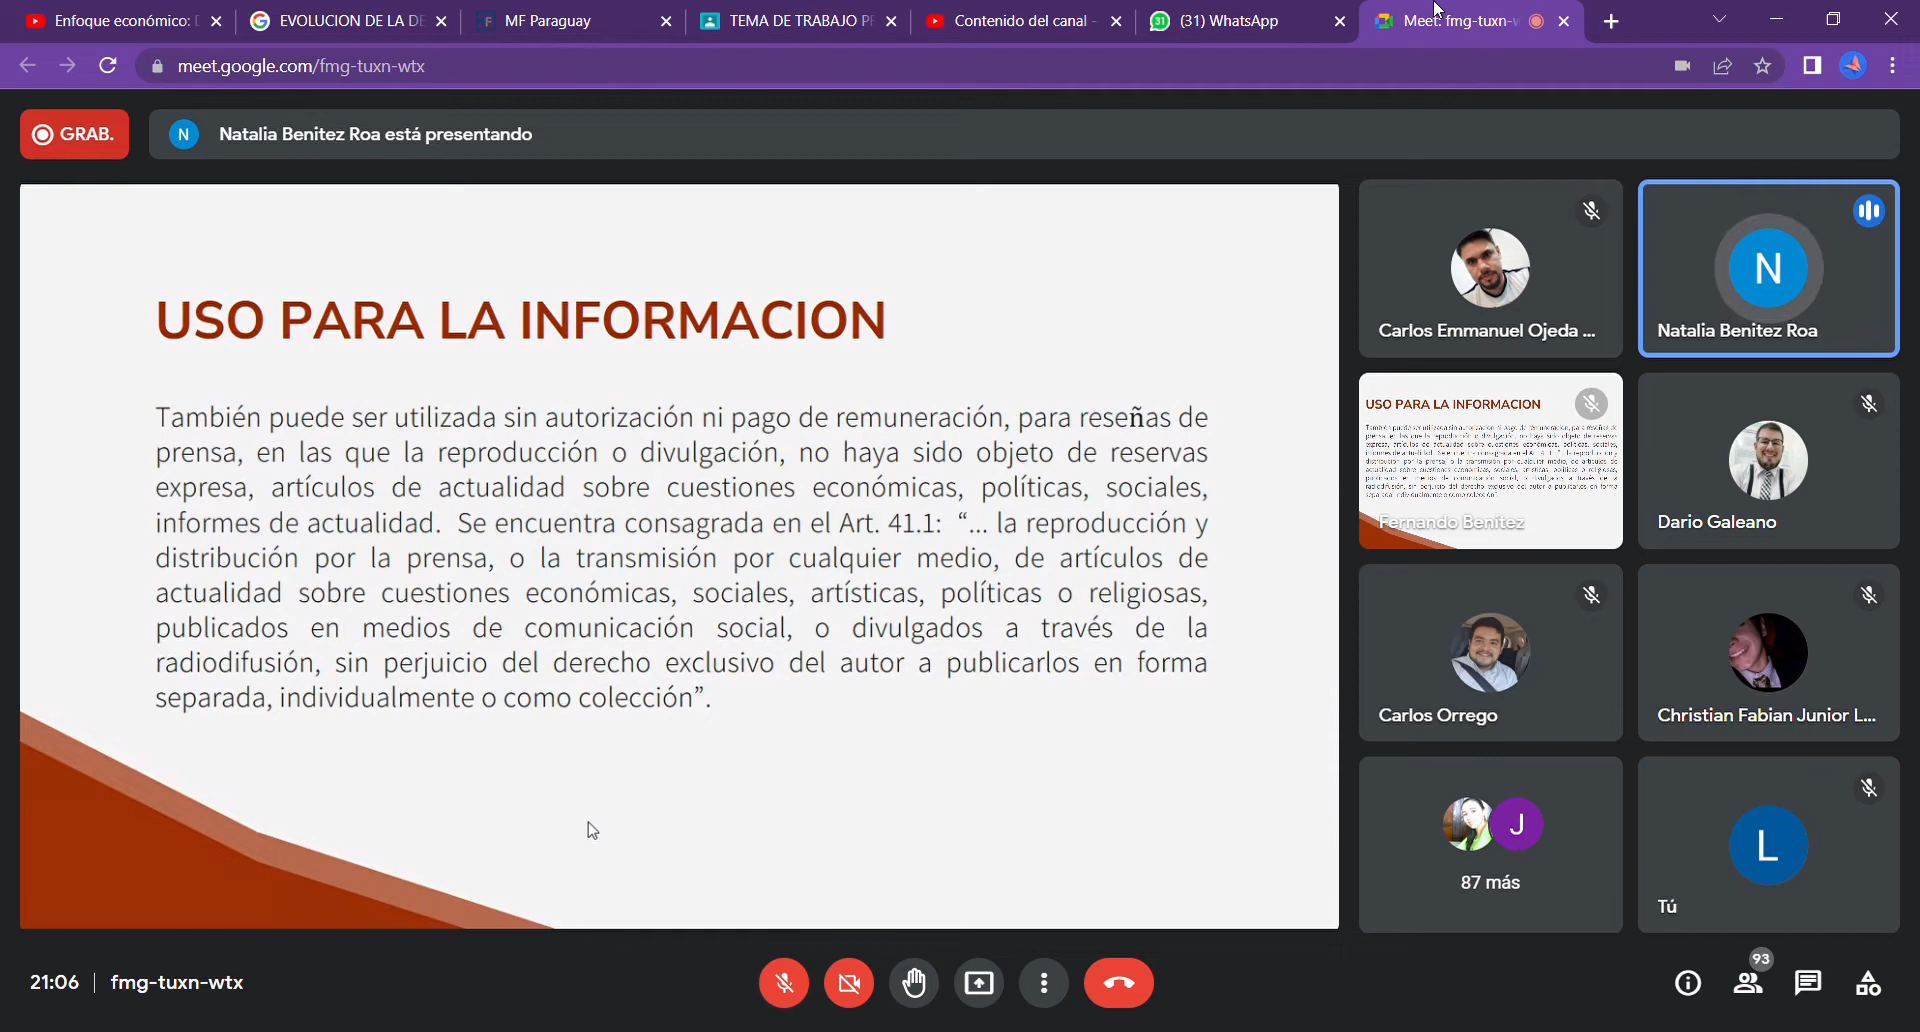 Enfoque económico: D
EVOLUCION DE LA DE
MF Paraguay
TEMA DE TRABAJO PR
Contenido del canal -
(31) WhatsApp
Meet: fmg-tuxn-w
meet.google.com/fmg-tuxn-wtx
GRAB.
N
Natalia Benitez Roa está presentando
USO PARA LA INFORMACION
También puede ser utilizada sin autorización ni pago de remuneración, para reseñas de
prensa, en las que la reproducción o divulgación, no haya sido objeto de reservas
expresa, artículos de actualidad sobre cuestiones económicas, políticas, sociales,
informes de actualidad. Se encuentra consagrada en el Art. 41.1: “... la reproducción y
distribución por la prensa, o la transmisión por cualquier medio, de artículos de
actualidad sobre cuestiones económicas, sociales, artísticas, políticas o religiosas,
publicados en medios de comunicación social, o divulgados a través de la
radiodifusión, sin perjuicio del derecho exclusivo del autor a publicarlos en forma
separada, individualmente o como colección”.
Carlos Emmanuel Ojeda ...
N
Natalia Benitez Roa
USO PARA LA INFORMACION
Fernando Benitez
Dario Galeano
Carlos Orrego
Christian Fabian Junior L...
J
87 más
L
Tú
21:06
fmg-tuxn-wtx
93